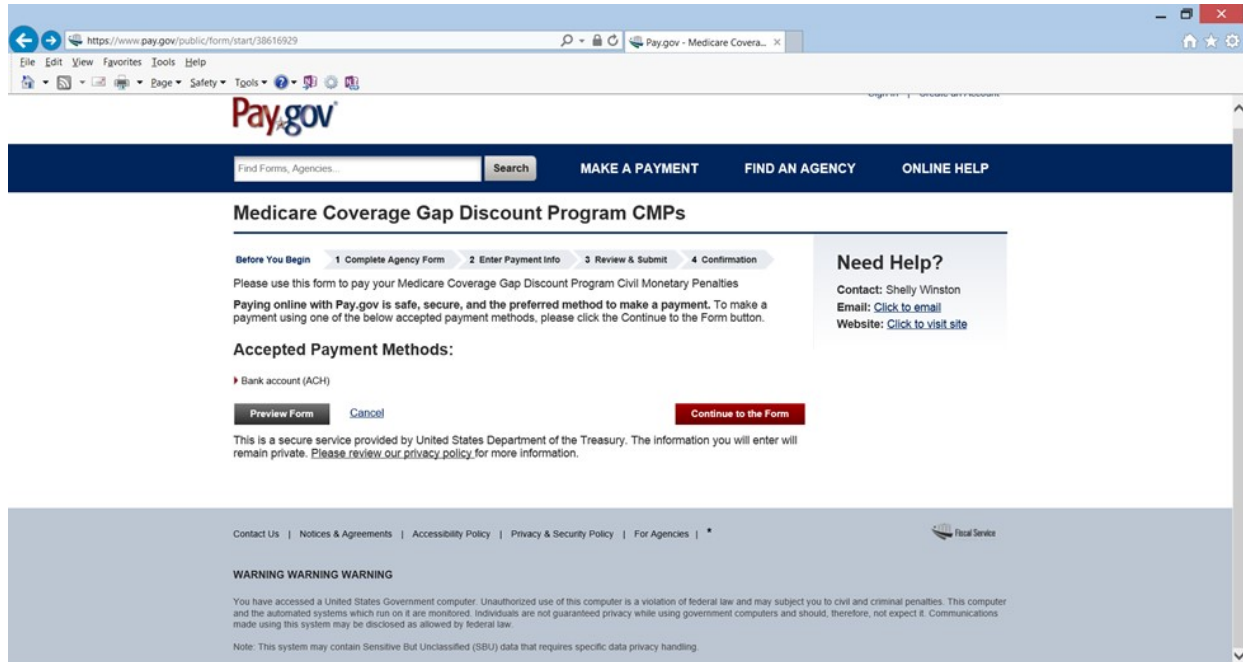 https://www.pay.gov/public/form/start/38616929
Pay.gov - Medicare Covera...
File Edit View Favorites Tools Help
Page Safety Tools
Sign In | Create an Account
Pay.gov
Find Forms, Agencies...
Search
MAKE A PAYMENT FIND AN AGENCY ONLINE HELP
Medicare Coverage Gap Discount Program CMPs
Before You Begin 1 Complete Agency Form 2 Enter Payment Info 3 Review & Submit 4 Confirmation
Please use this form to pay your Medicare Coverage Gap Discount Program Civil Monetary Penalties
Paying online with Pay.gov is safe, secure, and the preferred method to make a payment. To make a
payment using one of the below accepted payment methods, please click the Continue to the Form button.
Accepted Payment Methods:
Bank account (ACH)
Preview Form Cancel Continue to the Form
This is a secure service provided by United States Department of the Treasury. The information you will enter will
remain private. Please review our privacy policy for more information.
Need Help?
Contact: Shelly Winston
Email: Click to email
Website: Click to visit site
Contact Us | Notices & Agreements | Accessibility Policy | Privacy & Security Policy | For Agencies | *
Fiscal Service
WARNING WARNING WARNING
You have accessed a United States Government computer. Unauthorized use of this computer is a violation of federal law and may subject you to civil and criminal penalties. This computer
and the automated systems which run on it are monitored. Individuals are not guaranteed privacy while using government computers and should, therefore, not expect it. Communications
made using this system may be disclosed as allowed by federal law.
Note: This system may contain Sensitive But Unclassified (SBU) data that requires specific data privacy handling.